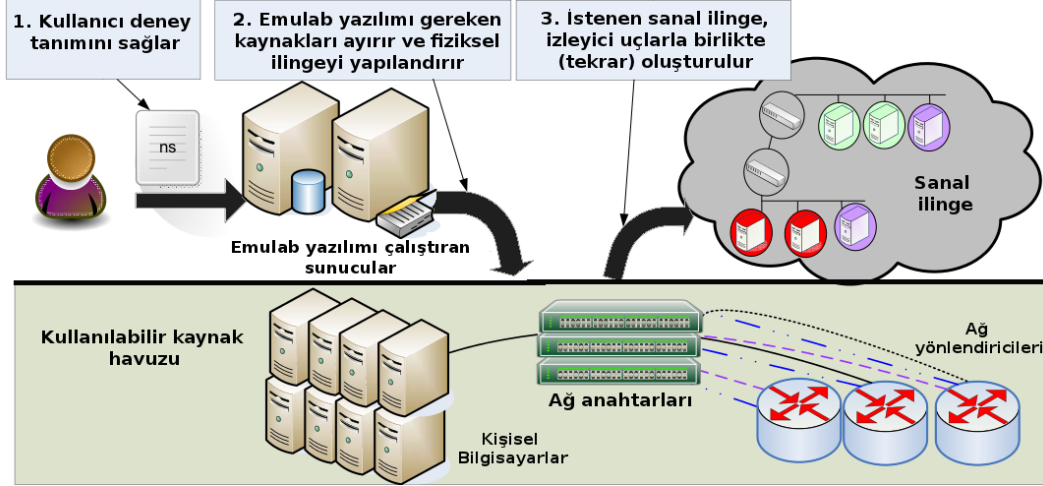 1. Kullanıcı deney
tanımını sağlar
2. Emulab yazılımı gereken
kaynakları ayırır ve fiziksel
ilingeyi yapılandırır
3. İstenen sanal ilinge,
izleyici uçlarla birlikte
(tekrar) oluşturulur
ns
Sanal
ilinge
Emulab yazılımı çalıştıran
sunucular
Kullanılabilir kaynak
havuzu
Ağ
yönlendiricileri
Ağ anahtarları
Kişisel
Bilgisayarlar